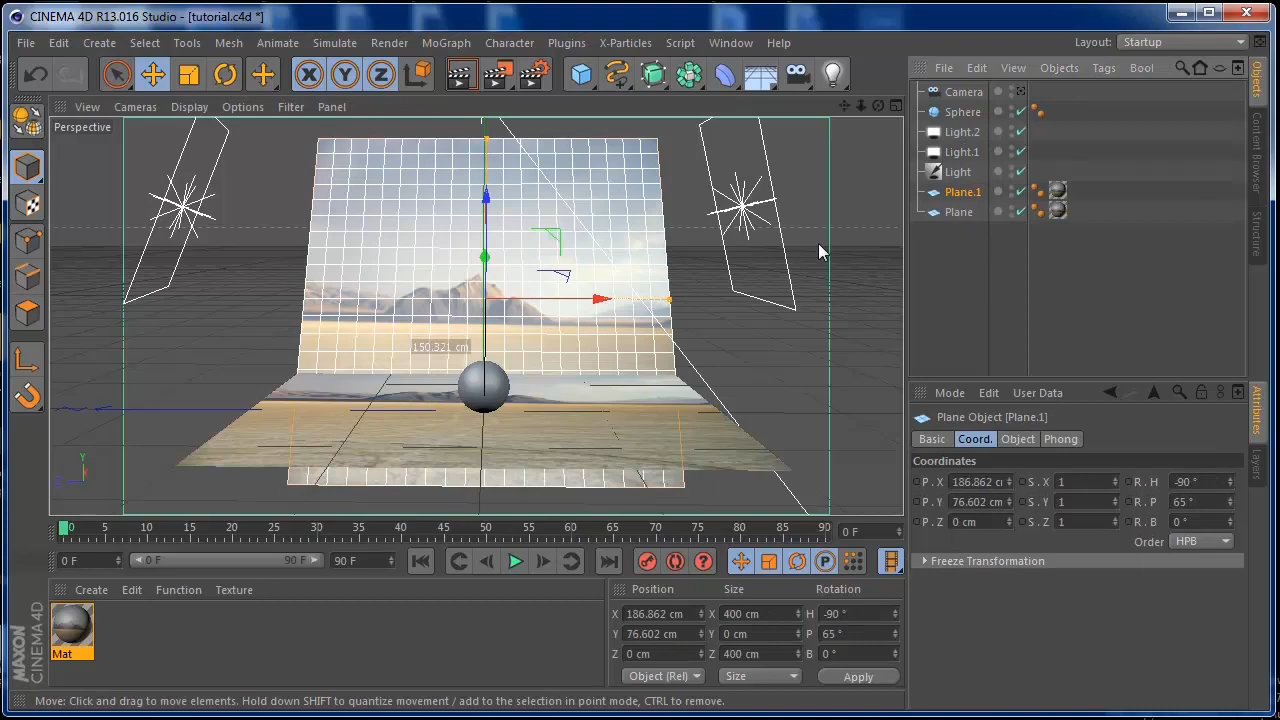 CINEMA 4D R13.016 Studio - [tutorial.c4d *]
File Edit Create Select Tools Mesh Animate Simulate Render MoGraph Character Plugins X-Particles Script Window Help Layout: Startup
X Y Z File Edit View Objects Tags Bool
View Cameras Display Options Filter Panel
Perspective
150.321 cm
Y
Z
Camera
Sphere
Light.2
Light.1
Light
Plane.1
Plane
Objects
Content Browser
Structure
Mode Edit User Data
Plane Object [Plane.1]
Basic Coord. Object Phong
Coordinates
P . X 186.862 cı S . X 1 R . H -90 °
P . Y 76.602 cm S . Y 1 R . P 65 °
P . Z 0 cm S . Z 1 R . B 0 °
Order HPB
Freeze Transformation
Attributes
Layers
0 5 10 15 20 25 30 35 40 45 50 55 60 65 70 75 80 85 90 0 F
0 F 0 F 90 F 90 F P
Create Edit Function Texture
Mat
Position Size Rotation
X 186.862 cm X 400 cm H -90 °
Y 76.602 cm Y 0 cm P 65 °
Z 0 cm Z 400 cm B 0 °
Object (Rel) Size Apply
MAXON
CINEMA 4D
Move: Click and drag to move elements. Hold down SHIFT to quantize movement / add to the selection in point mode, CTRL to remove.